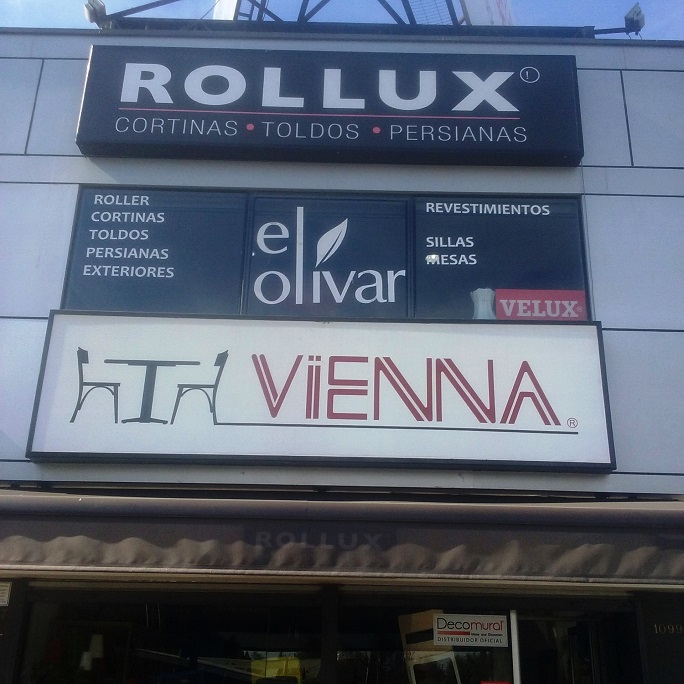 ROLLUX
CORTINAS • TOLDOS • PERSIANAS
ROLLER
CORTINAS
TOLDOS
PERSIANAS
EXTERIORES
el
olivar
REVESTIMIENTOS
SILLAS
MESAS
VELUX®
VIENNA®
ROLLUX
Decomural®
DISTRIBUIDOR OFICIAL
1099